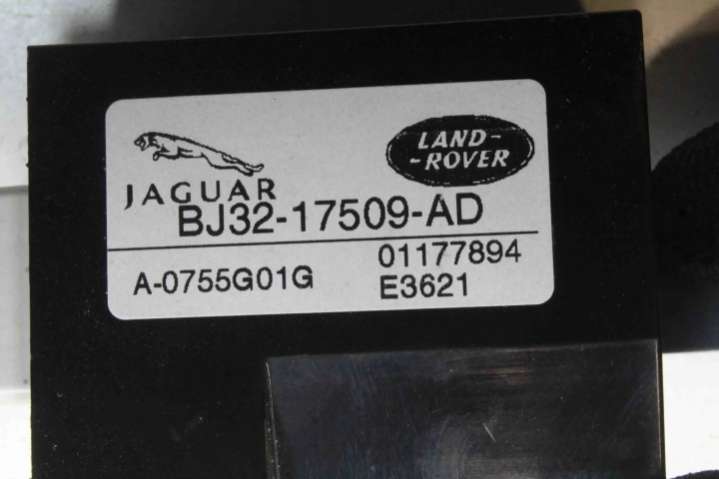 LAND-
-ROVER
JAGUAR
BJ32-17509-AD
A-0755G01G
01177894
E3621